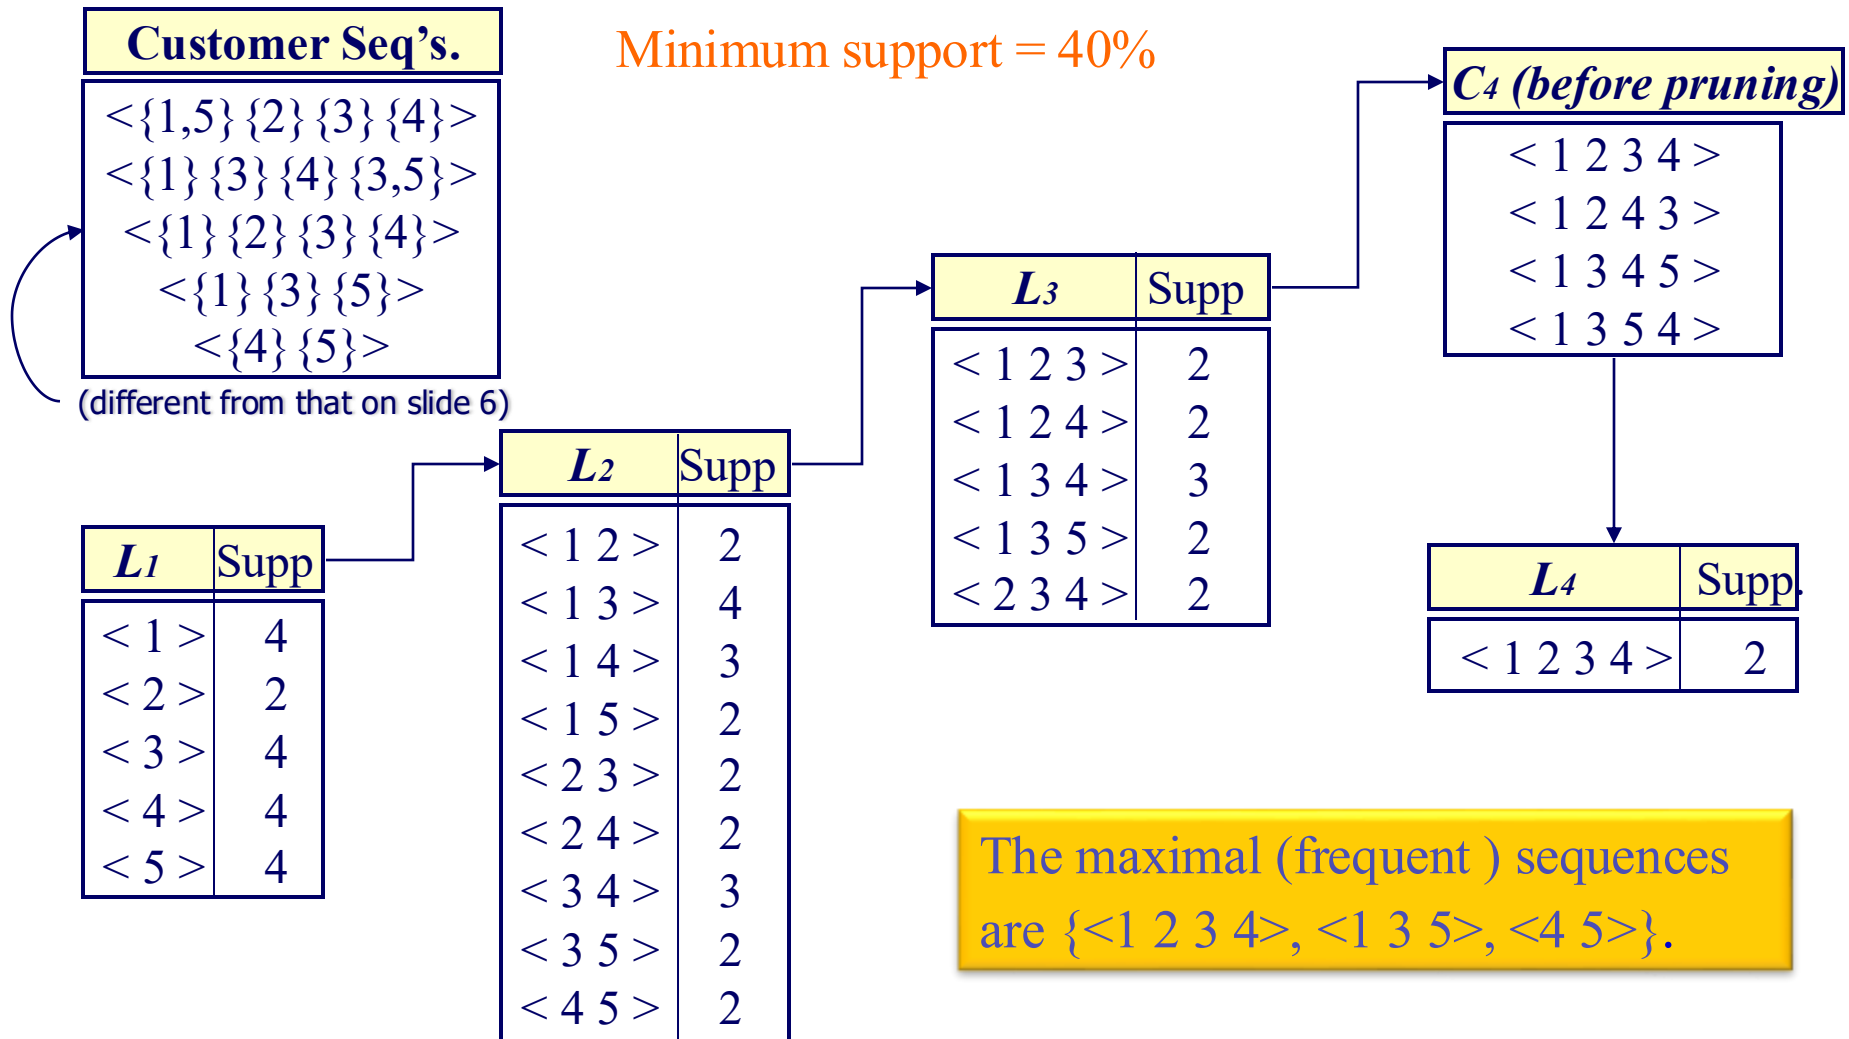 Customer Seq's.
<{1,5}{2}{3}{4}>
<{1}{3}{4}{3,5}>
<{1}{2}{3}{4}>
<{1}{3}{5}>
<{4}{5}>
(different from that on slide 6)
Minimum support = 40%
L1 Supp
< 1 > 4
< 2 > 2
< 3 > 4
< 4 > 4
< 5 > 4
L2 Supp
< 1 2 > 2
< 1 3 > 4
< 1 4 > 3
< 1 5 > 2
< 2 3 > 2
< 2 4 > 2
< 3 4 > 3
< 3 5 > 2
< 4 5 > 2
L3 Supp
< 1 2 3 > 2
< 1 2 4 > 2
< 1 3 4 > 3
< 1 3 5 > 2
< 2 3 4 > 2
C4 (before pruning)
< 1 2 3 4 >
< 1 2 4 3 >
< 1 3 4 5 >
< 1 3 5 4 >
L4 Supp.
< 1 2 3 4 > 2
The maximal (frequent ) sequences
are {<1 2 3 4>, <1 3 5>, <4 5>}.